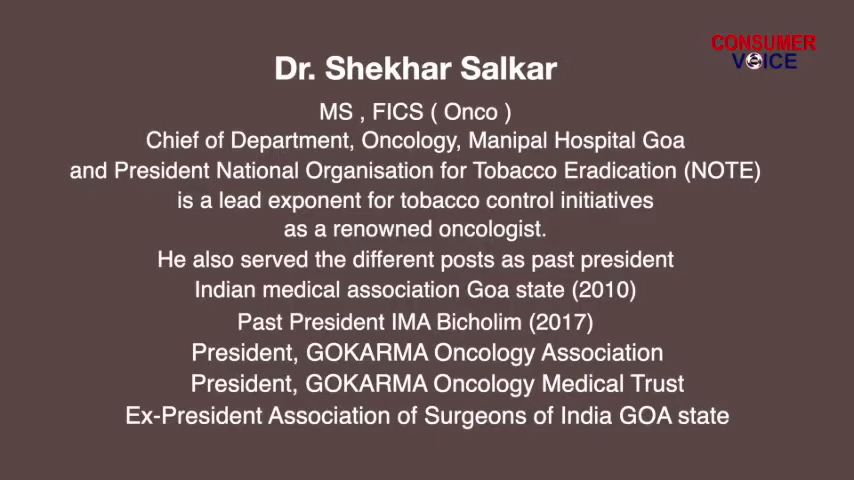 CONSUMER
VOICE
Dr. Shekhar Salkar
MS , FICS ( Onco )
Chief of Department, Oncology, Manipal Hospital Goa
and President National Organisation for Tobacco Eradication (NOTE)
is a lead exponent for tobacco control initiatives
as a renowned oncologist.
He also served the different posts as past president
Indian medical association Goa state (2010)
Past President IMA Bicholim (2017)
President, GOKARMA Oncology Association
President, GOKARMA Oncology Medical Trust
Ex-President Association of Surgeons of India GOA state